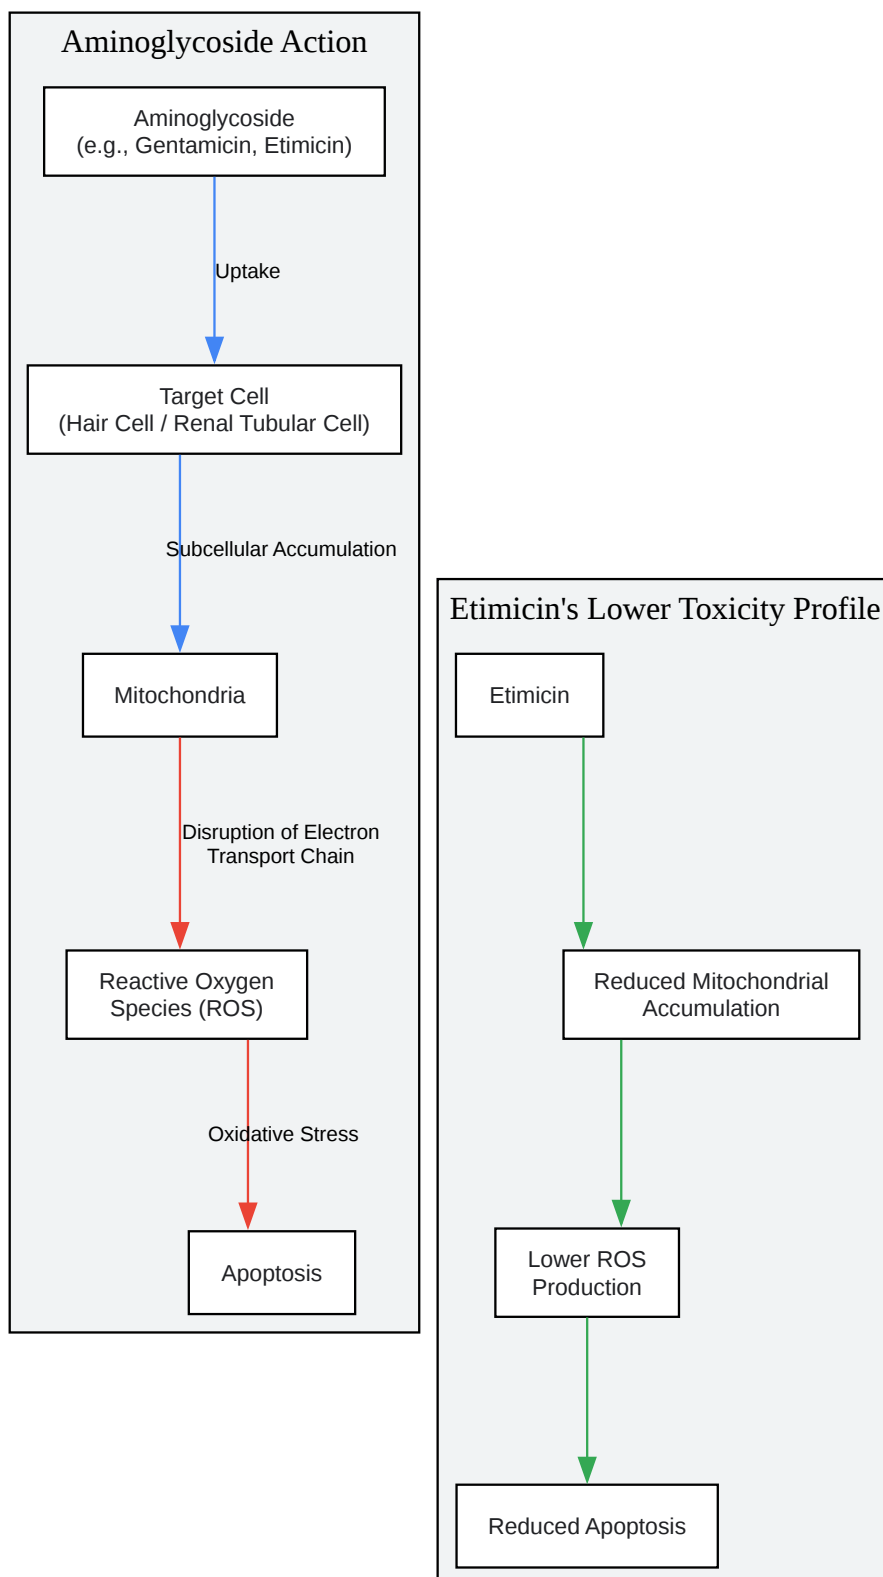 Aminoglycoside Action
Aminoglycoside
(e.g., Gentamicin, Etimicin)
Uptake
Target Cell
(Hair Cell / Renal Tubular Cell)
Subcellular Accumulation
Mitochondria
Disruption of Electron
Transport Chain
Reactive Oxygen
Species (ROS)
Oxidative Stress
Apoptosis
Etimicin's Lower Toxicity Profile
Etimicin
Reduced Mitochondrial
Accumulation
Lower ROS
Production
Reduced Apoptosis